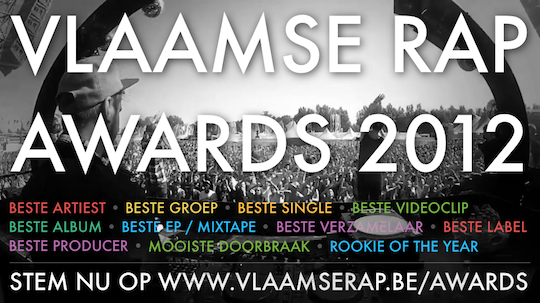 VLAAMSE RAP
AWARDS 2012
BESTE ARTIEST • BESTE GROEP • BESTE SINGLE • BESTE VIDEOCLIP
BESTE ALBUM • BESTE EP / MIXTAPE • BESTE VERZAMELAAR • BESTE LABEL
BESTE PRODUCER • MOOISTE DOORBRAAK • ROOKIE OF THE YEAR
STEM NU OP WWW.VLAAMSERAP.BE/AWARDS